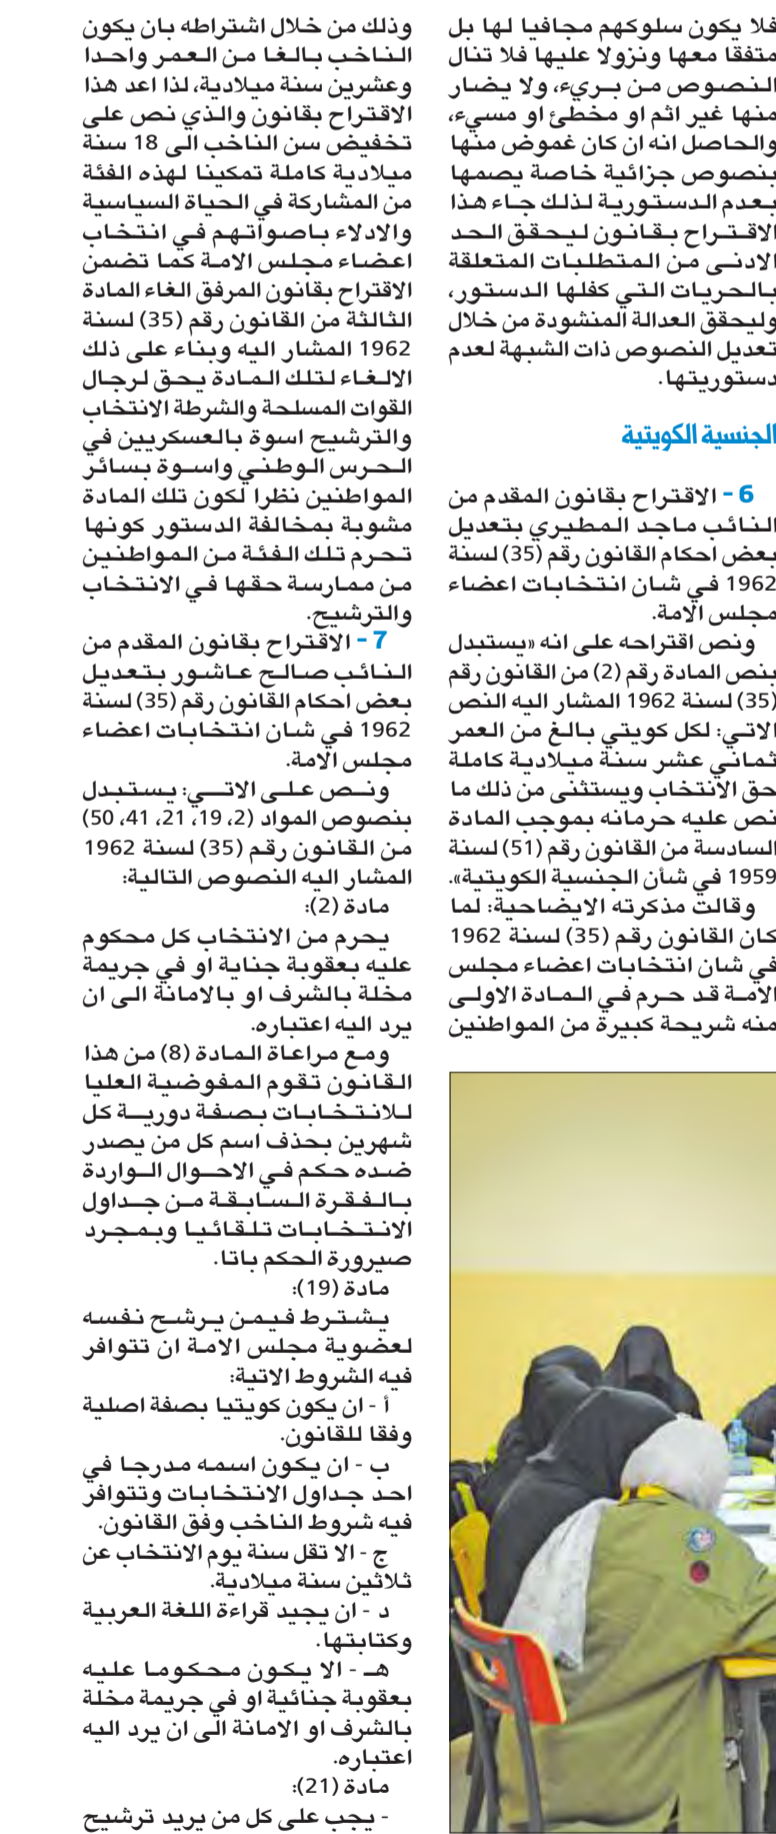 فلا يكون سلوكهم مجافيا لها بل
متفقا معها ونزولا عليها فلا تنال
النصوص من بريء، ولا يضار
منها غير اثم او مخطئ او مسيء،
والحاصل انه ان كان غموض منها
بنصوص جزائية خاصة يصمها
بعدم الدستورية لذلك جاء هذا
الاقتراح بقانون ليحقق الحد
الادنى من المتطلبات المتعلقة
بالحريات التي كفلها الدستور،
وليحقق العدالة المنشودة من خلال
تعديل النصوص ذات الشبهة لعدم
دستوريتها.
الجنسية الكويتية
6 - الاقتراح بقانون المقدم من
النائب ماجد المطيري بتعديل
بعض احكام القانون رقم (35) لسنة
1962 في شان انتخابات اعضاء
مجلس الامة.
ونص اقتراحه على انه «يستبدل
بنص المادة رقم (2) من القانون رقم
(35) لسنة 1962 المشار اليه النص
الاتي: لكل كويتي بالغ من العمر
ثماني عشر سنة ميلادية كاملة
حق الانتخاب ويستثنى من ذلك ما
نص عليه حرمانه بموجب المادة
السادسة من القانون رقم (51) لسنة
1959 في شأن الجنسية الكويتية».
وقالت مذكرته الايضاحية: لما
كان القانون رقم (35) لسنة 1962
في شان انتخابات اعضاء مجلس
الامة قد حرم في المادة الاولى
منه شريحة كبيرة من المواطنين
وذلك من خلال اشتراطه بان يكون
الناخب بالغا من العمر واحدا
وعشرين سنة ميلادية، لذا اعد هذا
الاقتراح بقانون والذي نص على
تخفيض سن الناخب الى 18 سنة
ميلادية كاملة تمكينا لهذه الفئة
من المشاركة في الحياة السياسية
والادلاء باصواتهم في انتخاب
اعضاء مجلس الامة كما تضمن
الاقتراح بقانون المرفق الغاء المادة
الثالثة من القانون رقم (35) لسنة
1962 المشار اليه وبناء على ذلك
الالغاء لتلك المادة يحق لرجال
القوات المسلحة والشرطة الانتخاب
والترشيح اسوة بالعسكريين في
الحرس الوطني واسوة بسائر
المواطنين نظرا لكون تلك المادة
مشوبة بمخالفة الدستور كونها
تحرم تلك الفئة من المواطنين
من ممارسة حقها في الانتخاب
والترشيح.
7 - الاقتراح بقانون المقدم من
النائب صالح عاشور بتعديل
بعض احكام القانون رقم (35) لسنة
1962 في شان انتخابات اعضاء
مجلس الامة.
ونص على الاتي: يستبدل
بنصوص المواد (2، 19، 21، 41، 50)
من القانون رقم (35) لسنة 1962
المشار اليه النصوص التالية:
مادة (2):
يحرم من الانتخاب كل محكوم
عليه بعقوبة جناية او في جريمة
مخلة بالشرف او بالامانة الى ان
يرد اليه اعتباره.
ومع مراعاة المادة (8) من هذا
القانون تقوم المفوضية العليا
للانتخابات بصفة دورية كل
شهرين بحذف اسم كل من يصدر
ضده حكم في الاحوال الواردة
بالفقرة السابقة من جداول
الانتخابات تلقائيا وبمجرد
صيرورة الحكم باتا.
مادة (19):
يشترط فيمن يرشح نفسه
لعضوية مجلس الامة ان تتوافر
فيه الشروط الاتية:
أ - ان يكون كويتيا بصفة اصلية
وفقا للقانون.
ب - ان يكون اسمه مدرجا في
احد جداول الانتخابات وتتوافر
فيه شروط الناخب وفق القانون.
ج - الا تقل سنة يوم الانتخاب عن
ثلاثين سنة ميلادية.
د - ان يجيد قراءة اللغة العربية
وكتابتها.
هـ - الا يكون محكوما عليه
بعقوبة جنائية او في جريمة مخلة
بالشرف او الامانة الى ان يرد اليه
اعتباره.
مادة (21):
- يجب على كل من يريد ترشيح